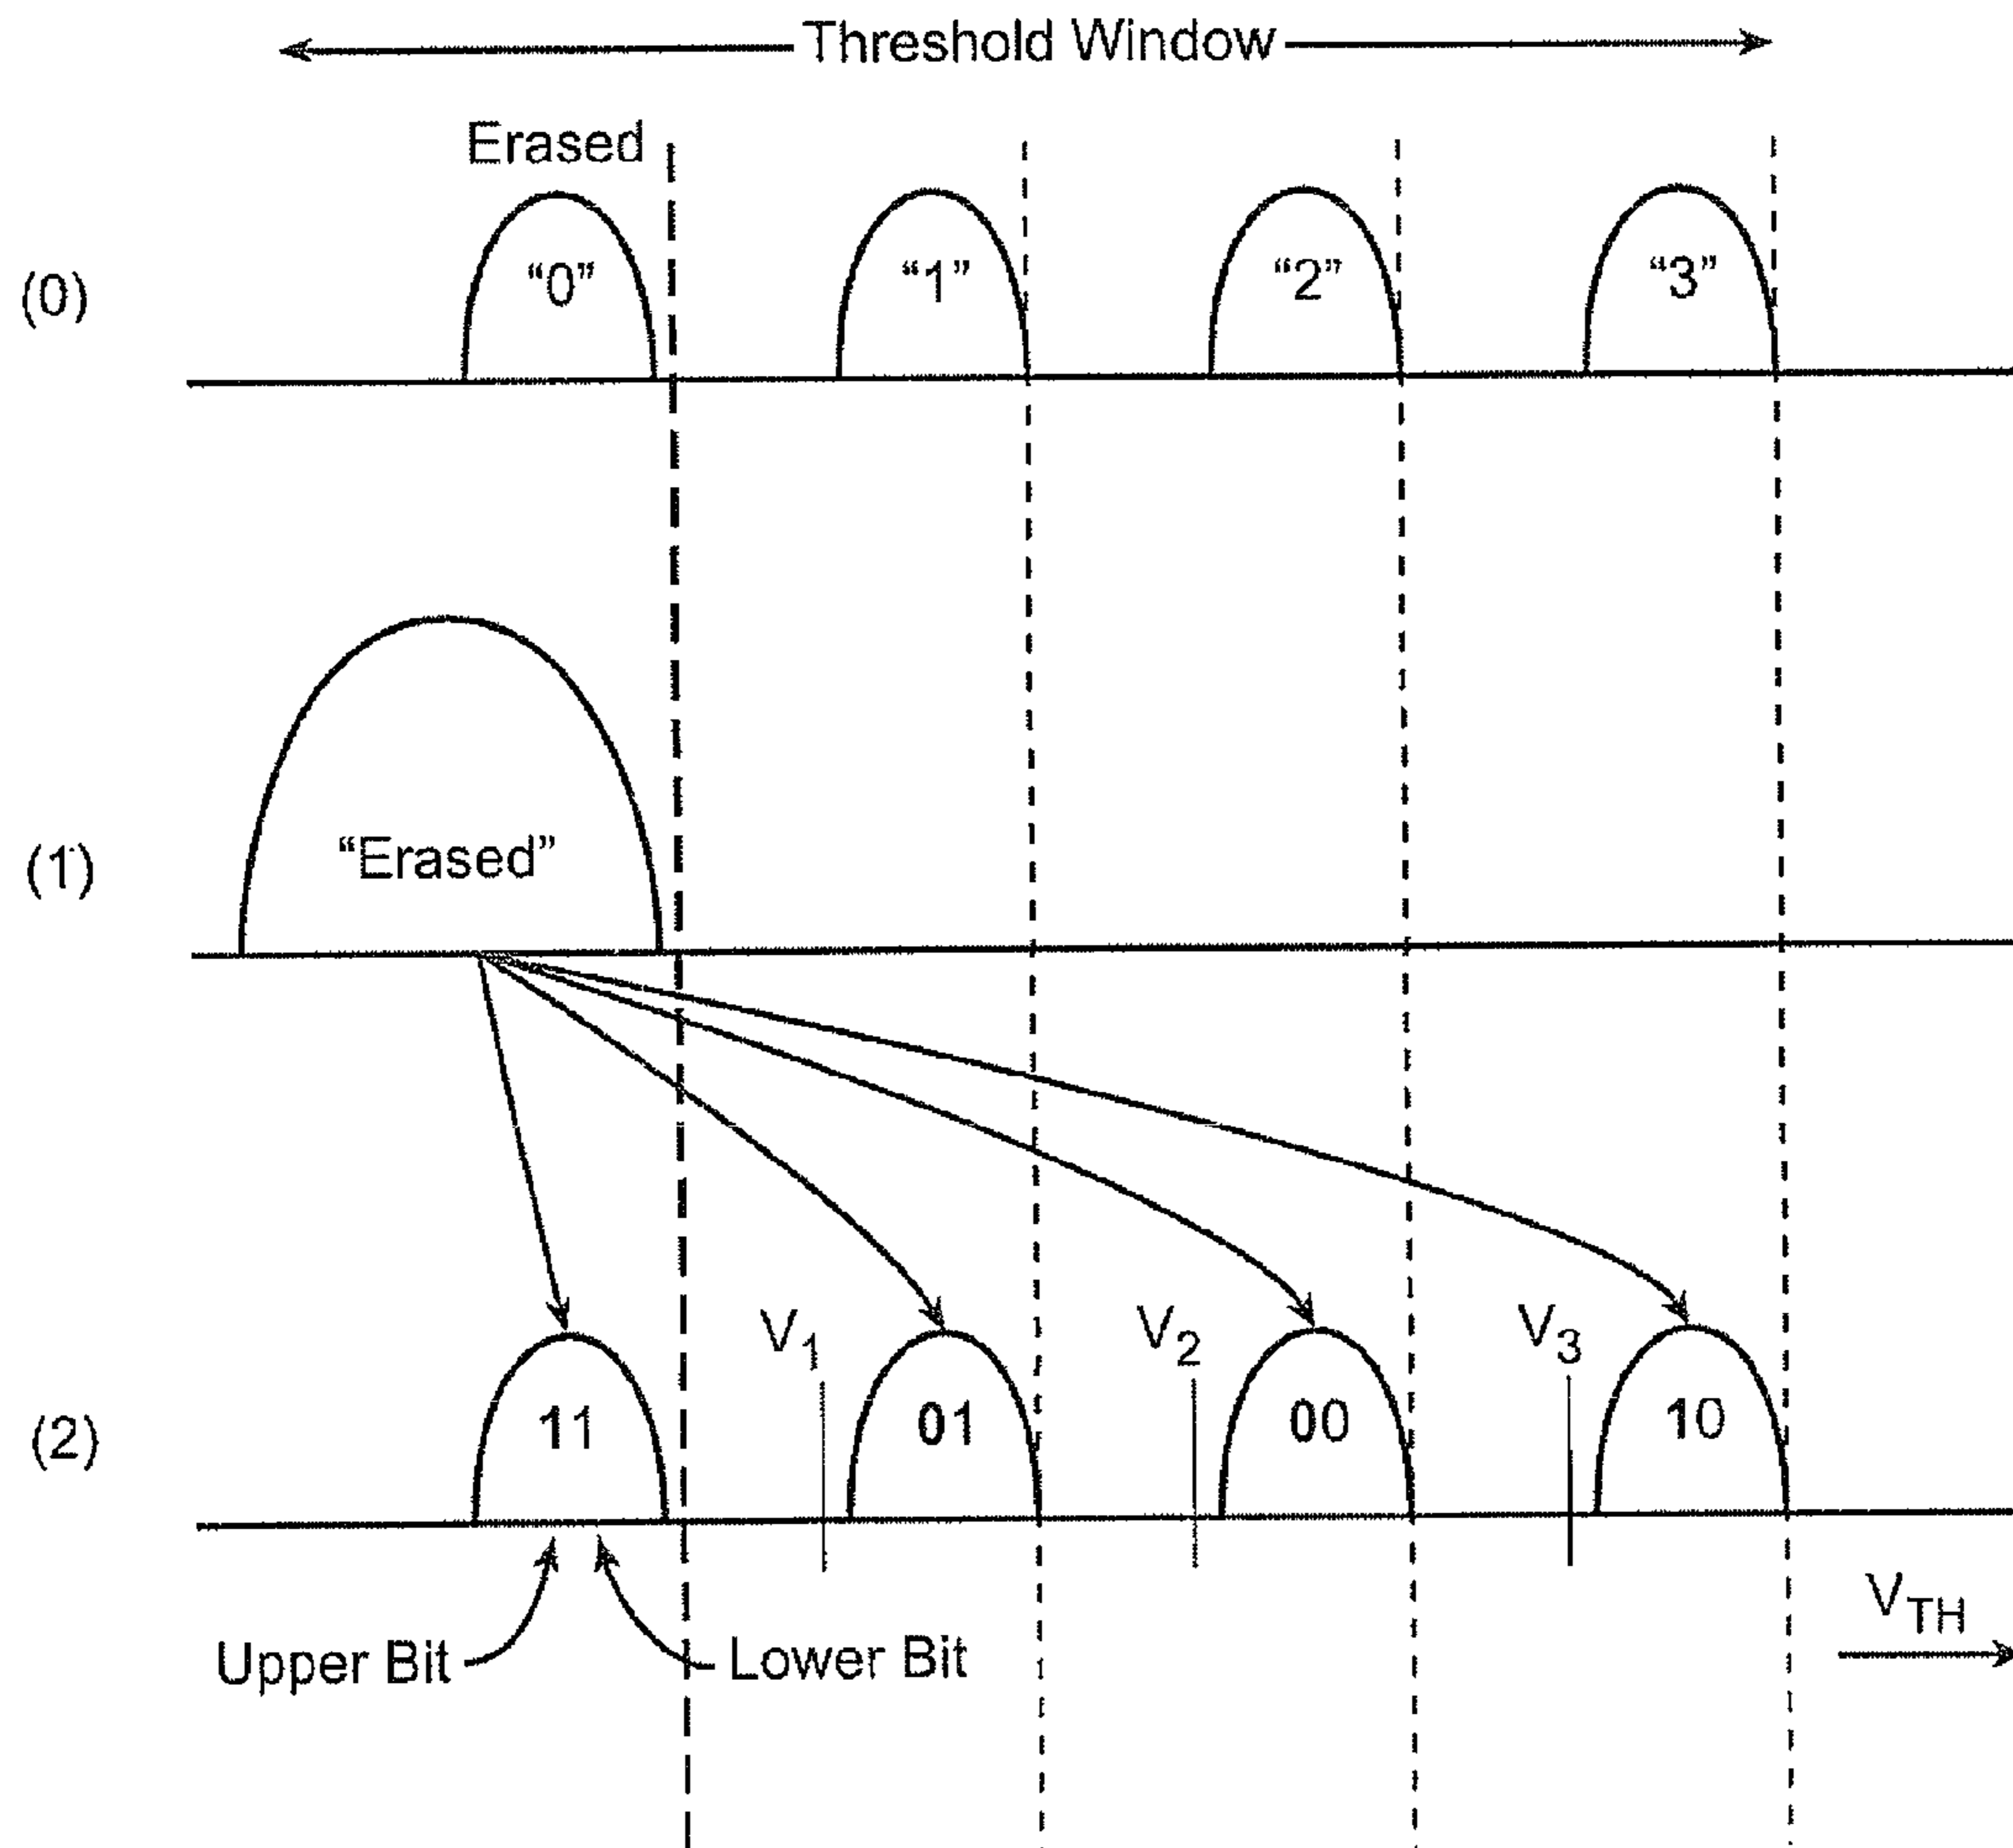 Threshold Window
Erased
(0)
“0”
“1”
“2”
“3”
(1)
“Erased”
V1
V2
V3
(2)
11
01
00
10
Upper Bit
Lower Bit
VTH